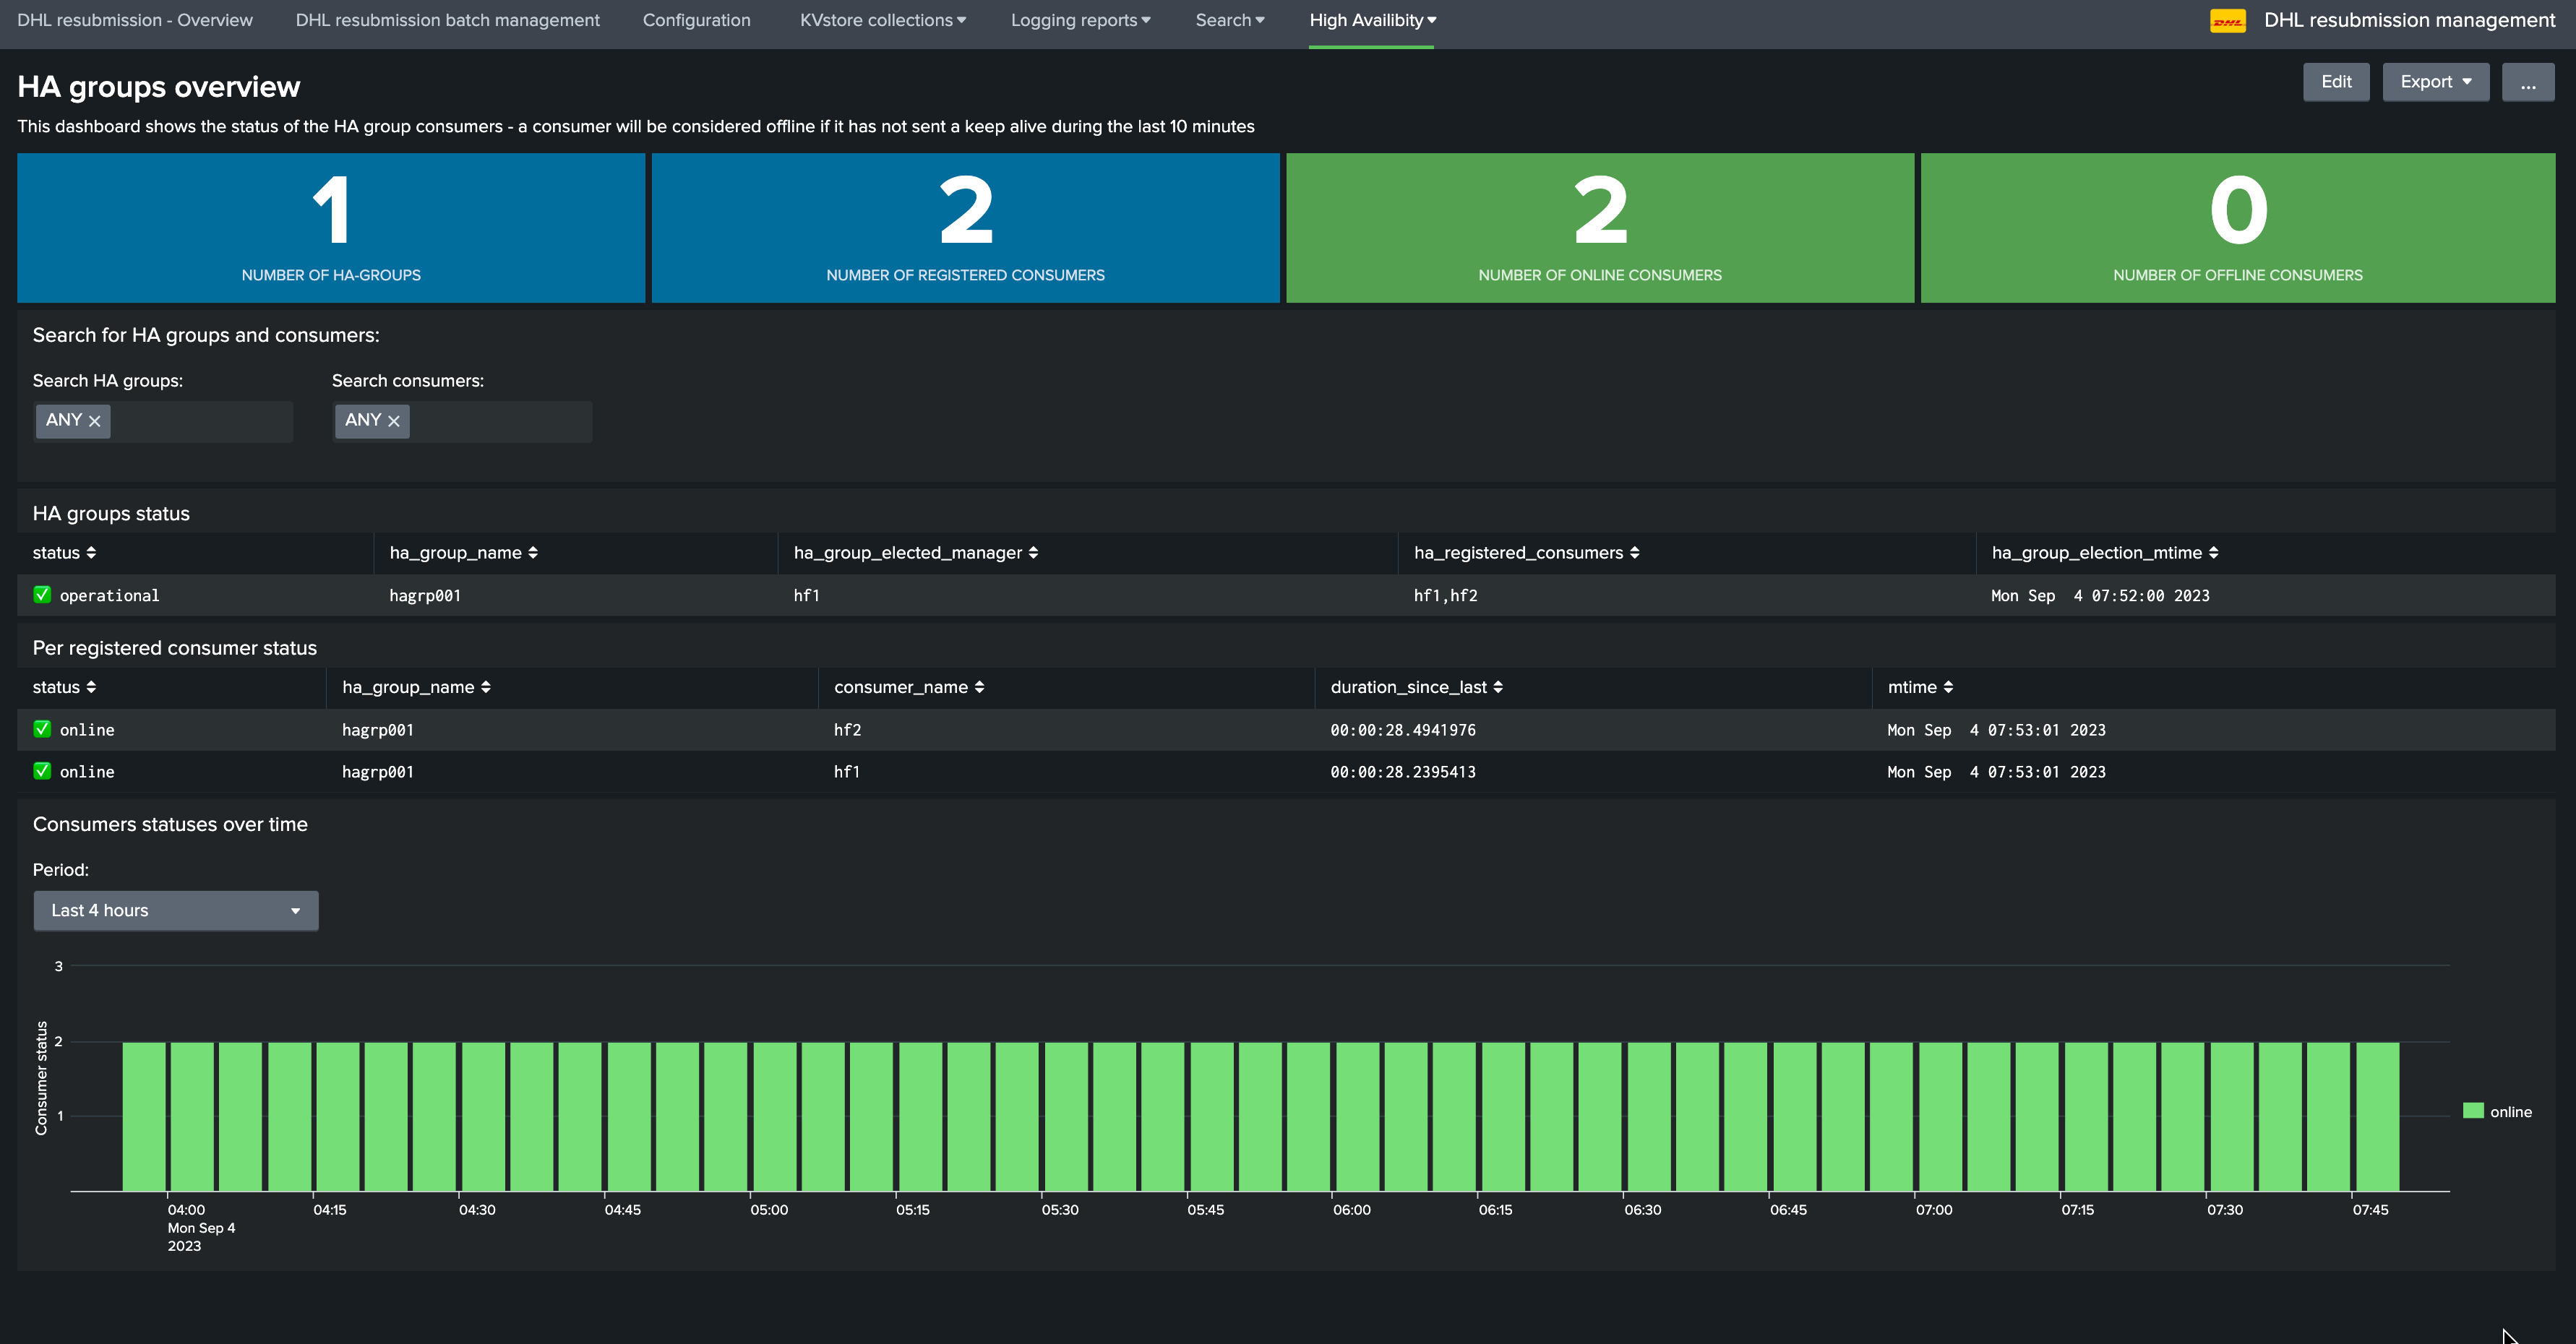 DHL resubmission - Overview DHL resubmission batch management Configuration KVstore collections Logging reports Search High Availibity DHL DHL resubmission management
HA groups overview Edit Export ...
This dashboard shows the status of the HA group consumers - a consumer will be considered offline if it has not sent a keep alive during the last 10 minutes
1 2 2 0
NUMBER OF HA-GROUPS NUMBER OF REGISTERED CONSUMERS NUMBER OF ONLINE CONSUMERS NUMBER OF OFFLINE CONSUMERS
Search for HA groups and consumers:
Search HA groups: Search consumers:
ANY ANY
HA groups status
status ha_group_name ha_group_elected_manager ha_registered_consumers ha_group_election_mtime
operational hagrp001 hf1 hf1,hf2 Mon Sep 4 07:52:00 2023
Per registered consumer status
status ha_group_name consumer_name duration_since_last mtime
online hagrp001 hf2 00:00:28.4941976 Mon Sep 4 07:53:01 2023
online hagrp001 hf1 00:00:28.2395413 Mon Sep 4 07:53:01 2023
Consumers statuses over time
Period:
Last 4 hours
3
2
1
Consumer status
online
04:00 04:15 04:30 04:45 05:00 05:15 05:30 05:45 06:00 06:15 06:30 06:45 07:00 07:15 07:30 07:45
Mon Sep 4
2023